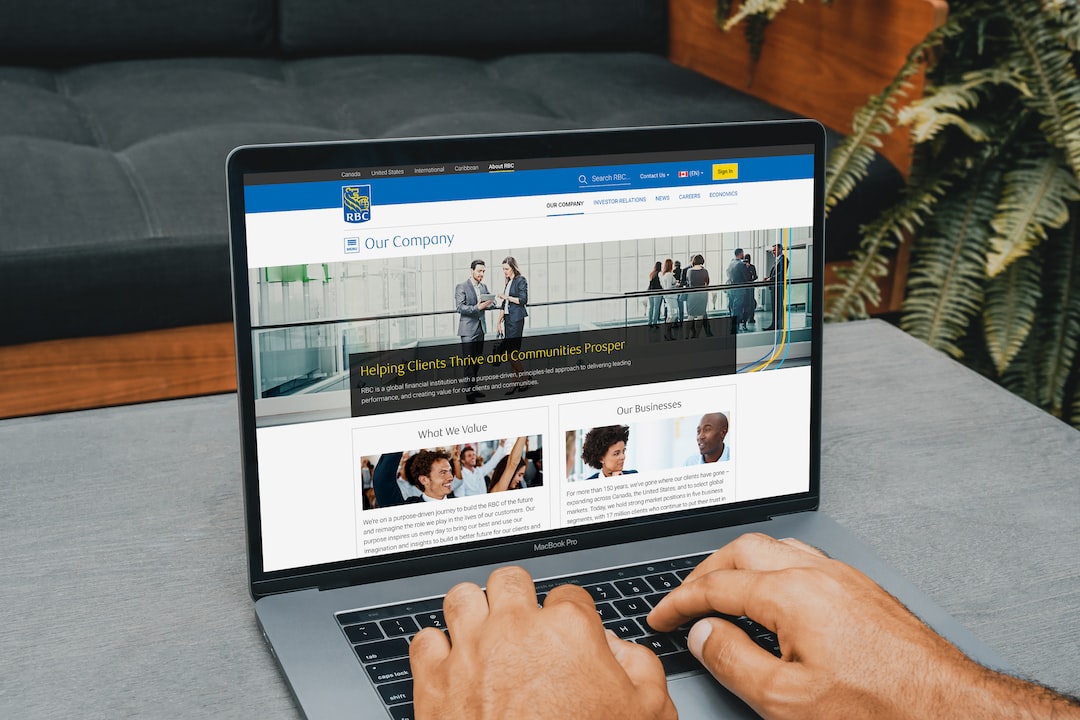 Canada United States International Caribbean About RBC
Search RBC... Contact Us (EN) Sign In
RBC
OUR COMPANY INVESTOR RELATIONS NEWS CAREERS ECONOMICS
MENU
Our Company
Helping Clients Thrive and Communities Prosper
RBC is a global financial institution with a purpose-driven, principles-led approach to delivering leading
performance, and creating value for our clients and communities.
What We Value
We're on a purpose-driven journey to build the RBC of the future
and reimagine the role we play in the lives of our customers. Our
purpose inspires us every day to bring our best and use our
imagination and insights to build a better future for our clients and
Our Businesses
For more than 150 years, we've gone where our clients have gone–
expanding across Canada, the United States, and to select global
markets. Today, we hold strong market positions in five business
segments, with 17 million clients who continue to put their trust in
MacBook Pro
1 2 7 8 9
tab Y U
caps lock H
shift